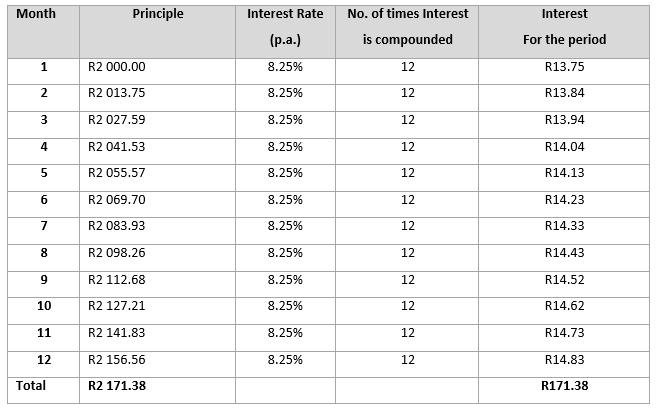 Month Principle Interest Rate No. of times Interest Interest
(p.a.) is compounded For the period
1 R2 000.00 8.25% 12 R13.75
2 R2 013.75 8.25% 12 R13.84
3 R2 027.59 8.25% 12 R13.94
4 R2 041.53 8.25% 12 R14.04
5 R2 055.57 8.25% 12 R14.13
6 R2 069.70 8.25% 12 R14.23
7 R2 083.93 8.25% 12 R14.33
8 R2 098.26 8.25% 12 R14.43
9 R2 112.68 8.25% 12 R14.52
10 R2 127.21 8.25% 12 R14.62
11 R2 141.83 8.25% 12 R14.73
12 R2 156.56 8.25% 12 R14.83
Total R2 171.38 R171.38